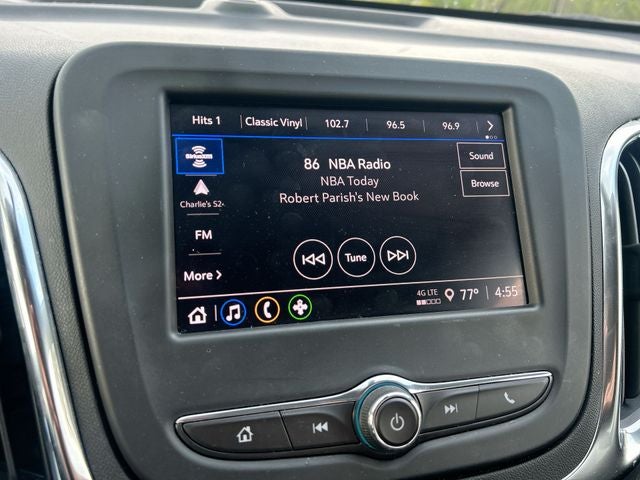 Hits 1 Classic Vinyl 102.7 96.5 96.9
SiriusXM
86 NBA Radio
Sound
NBA Today
Browse
Charlie's S2
Robert Parish's New Book
FM
Tune
More
4G LTE
77° 4:55